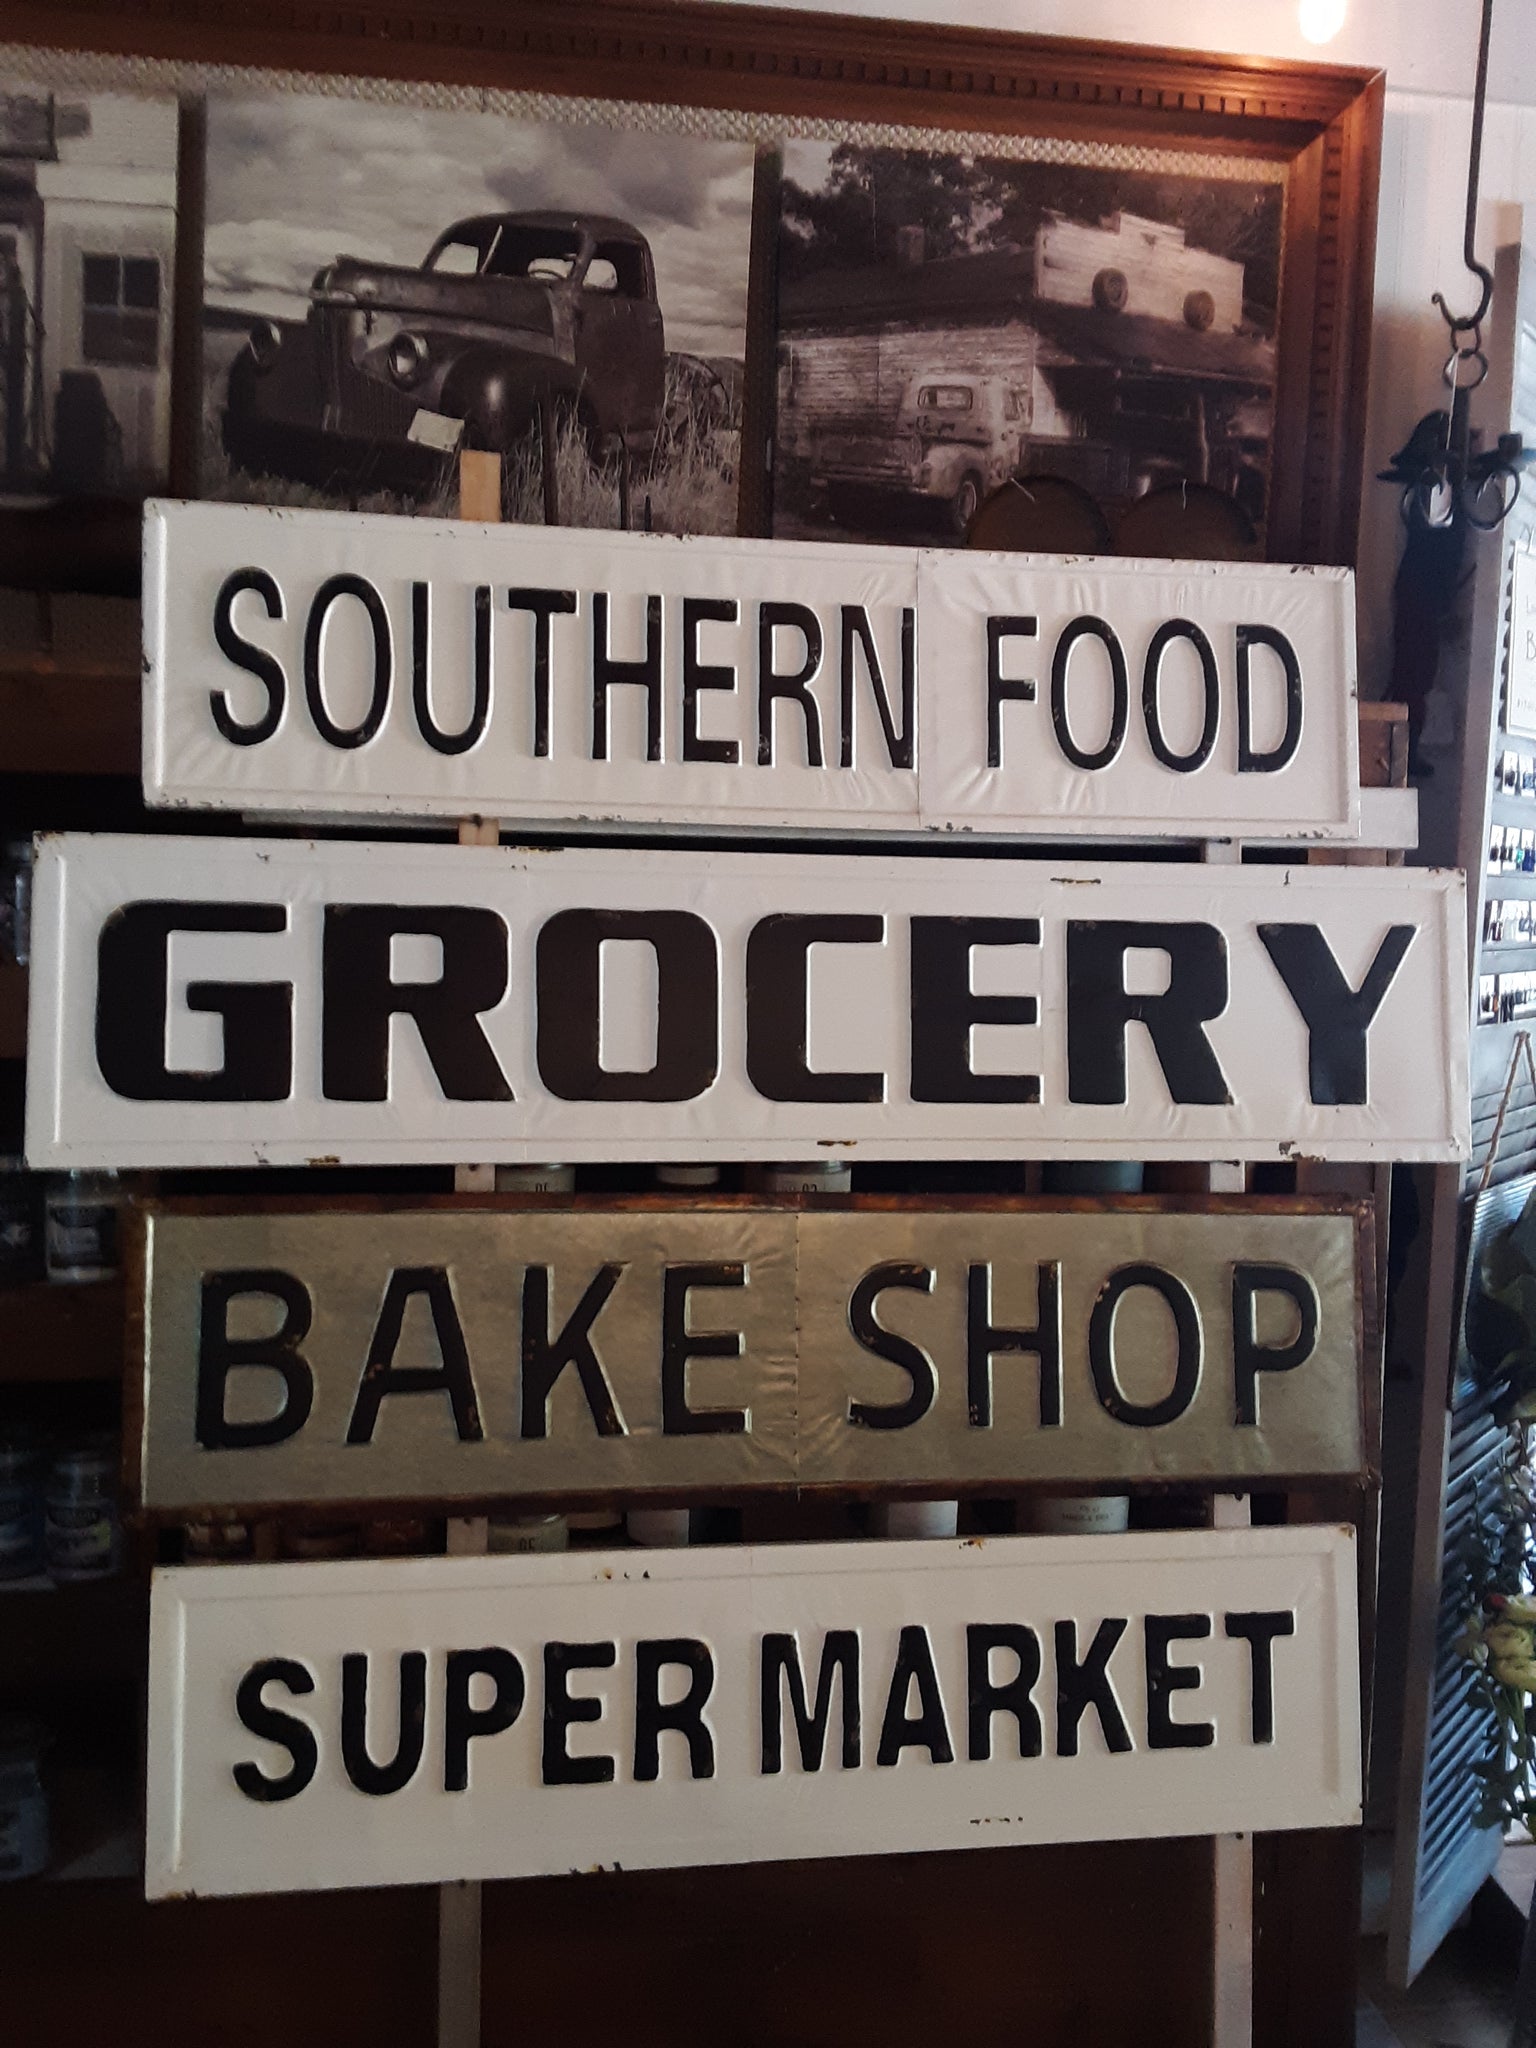 SOUTHERN FOOD
GROCERY
BAKE SHOP
SUPER MARKET